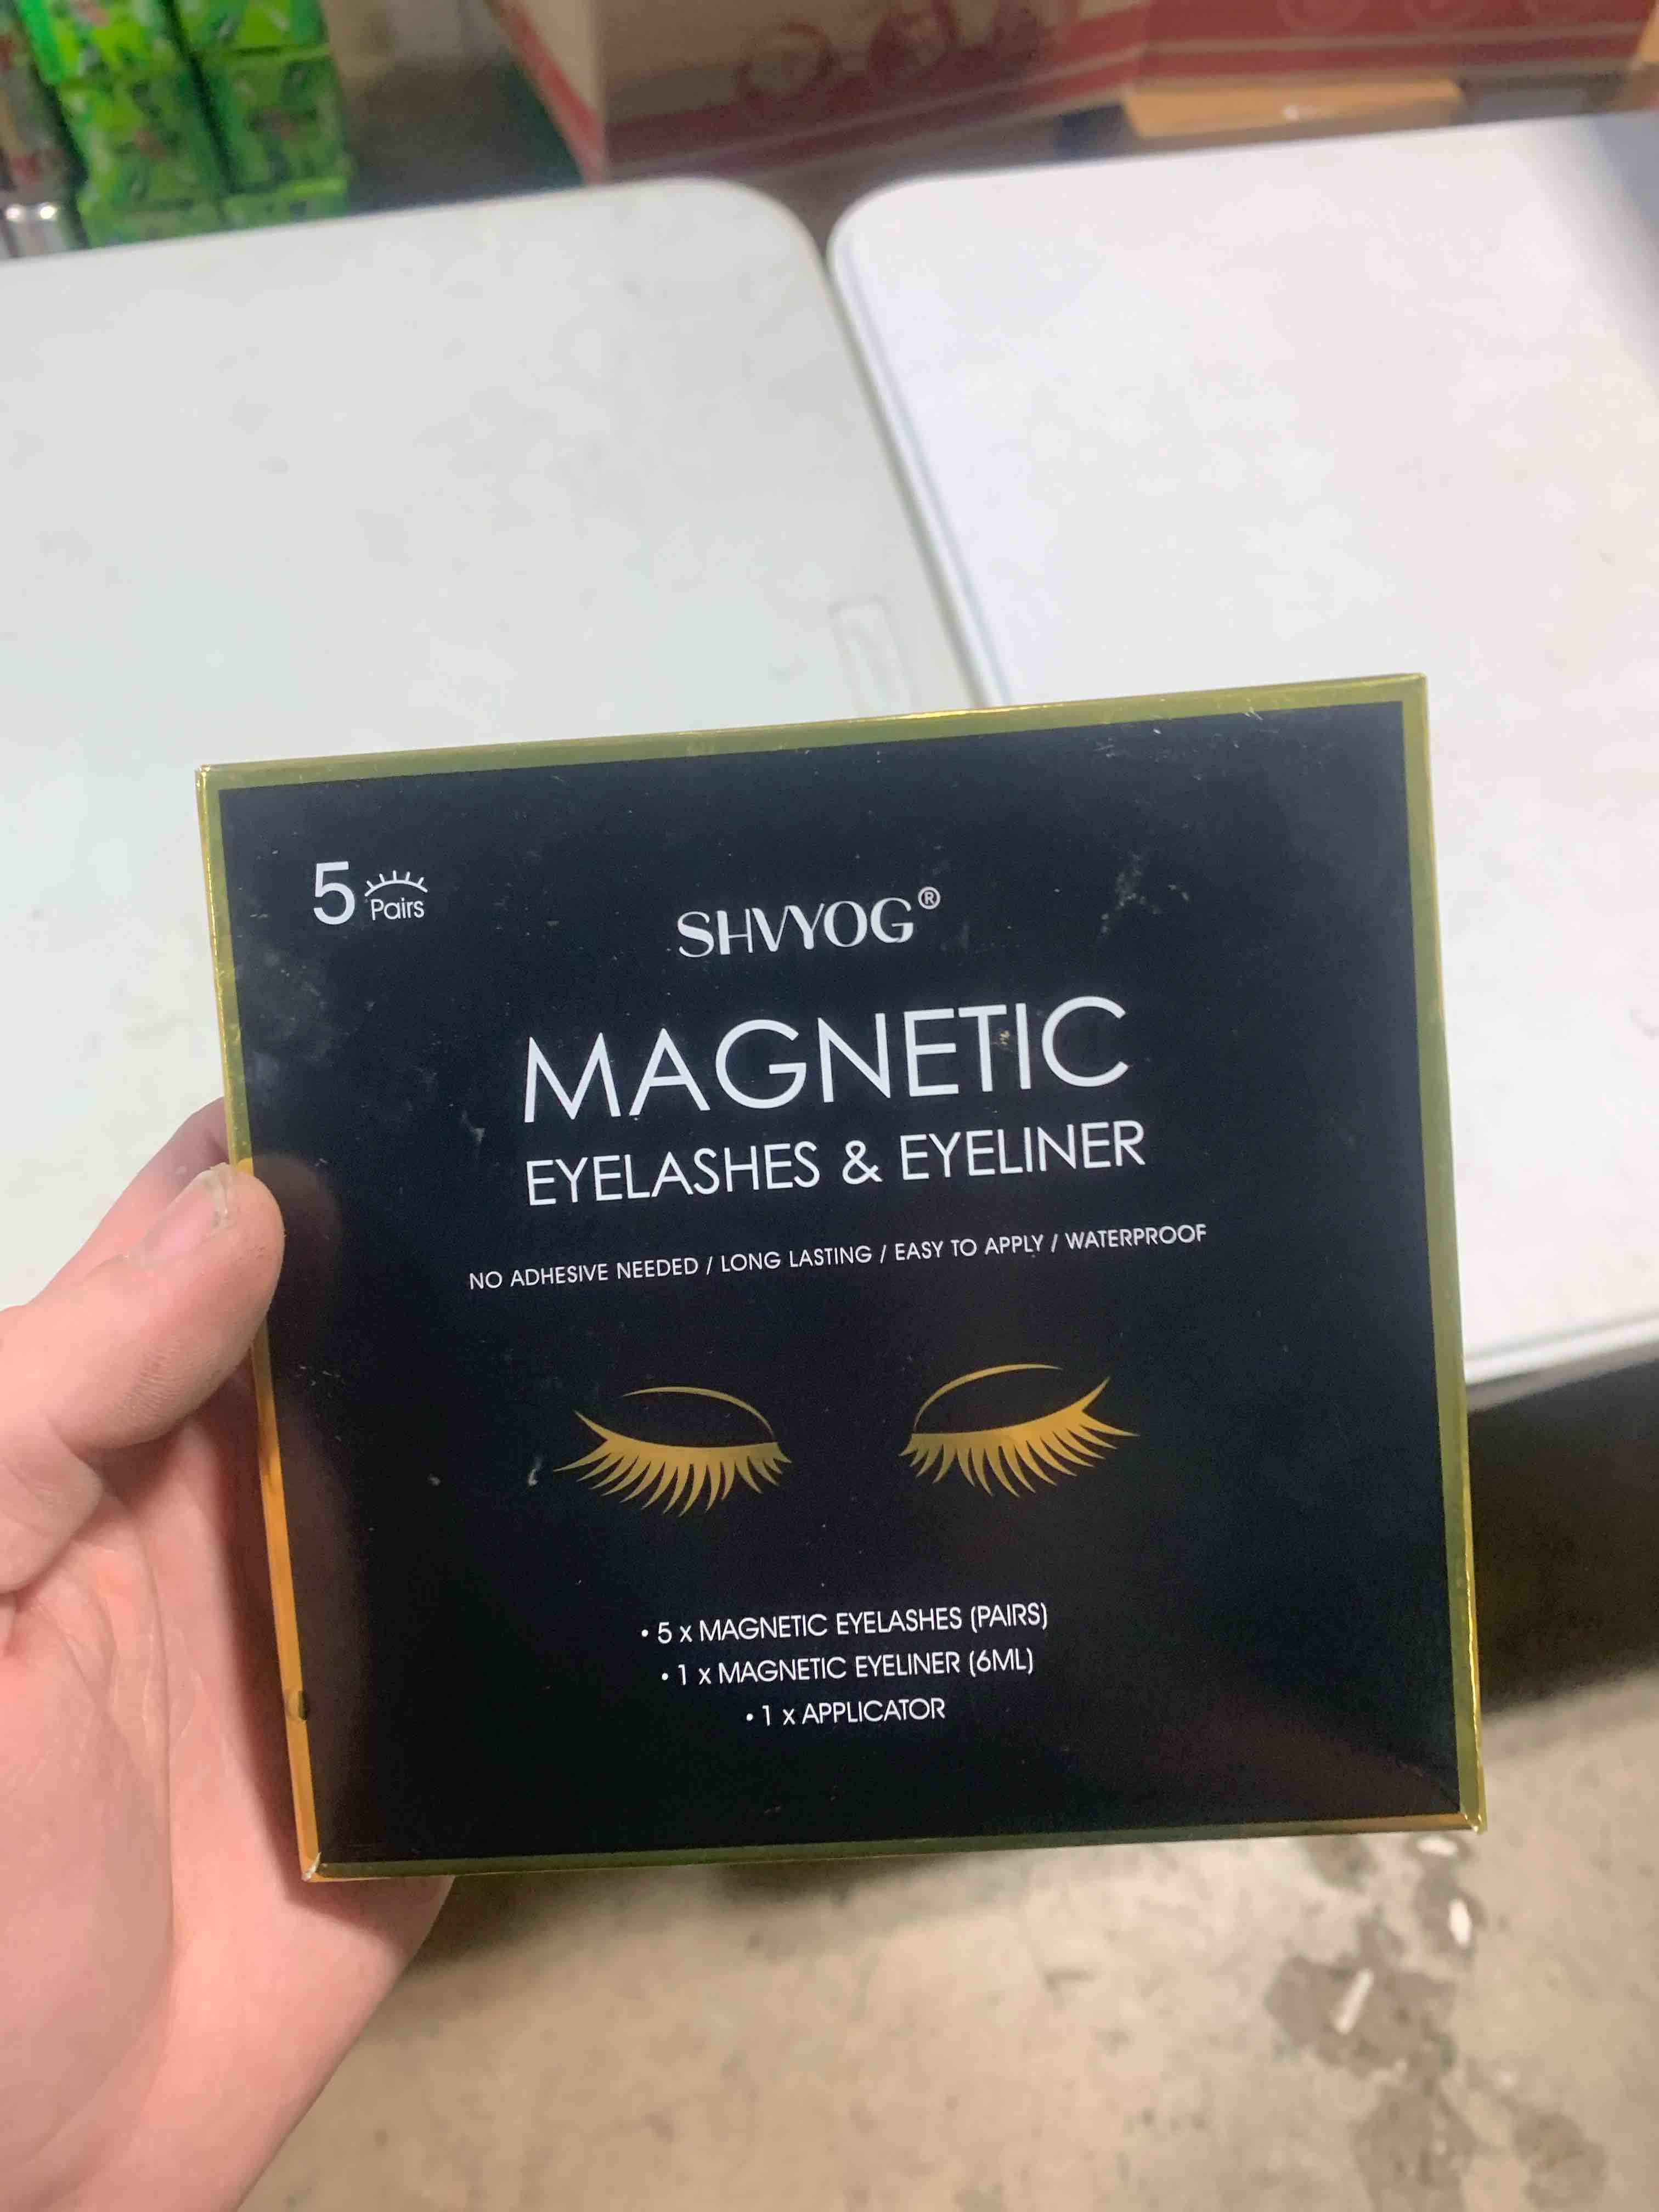 5 Pairs
SHVYOG®
MAGNETIC
EYELASHES & EYELINER
NO ADHESIVE NEEDED / LONG LASTING / EASY TO APPLY / WATERPROOF
• 5 x MAGNETIC EYELASHES (PAIRS)
• 1 x MAGNETIC EYELINER (6ML)
• 1 x APPLICATOR